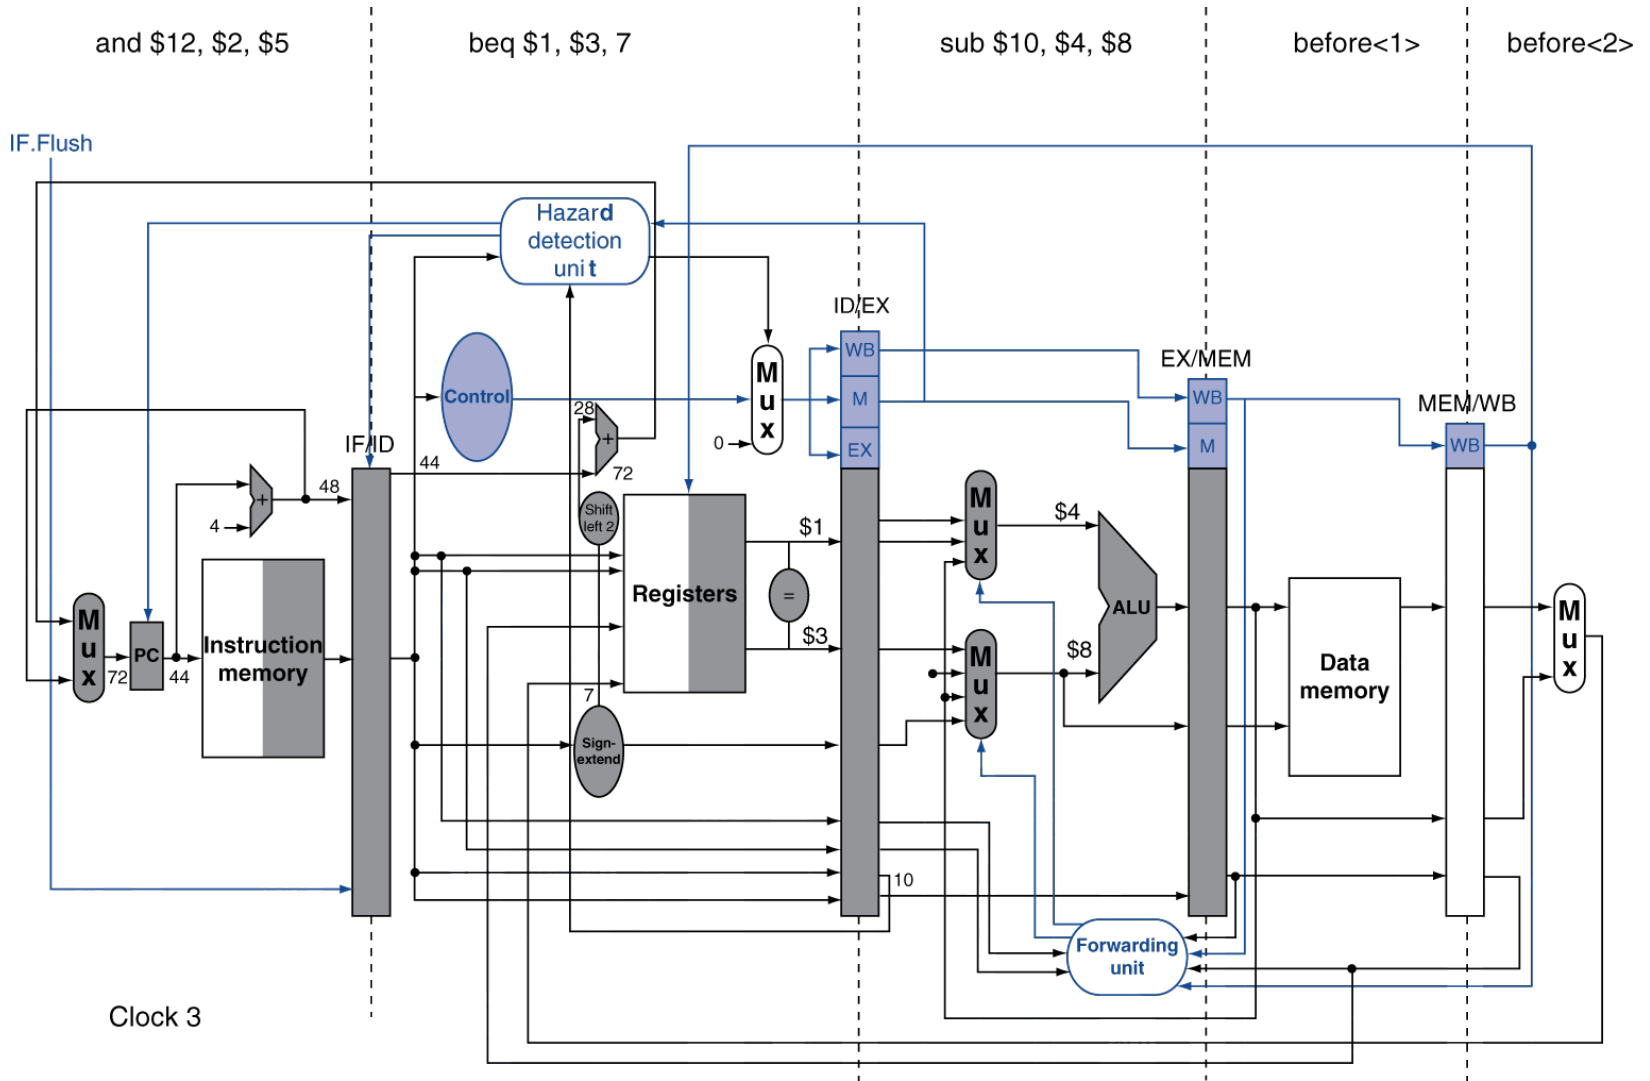 and $12, $2, $5
beq $1, $3, 7
sub $10, $4, $8
before<1>
before<2>
IF.Flush
Hazard
detection
unit
ID/EX
WB
M
EX
Control
M
u
x
0
28
+
72
EX/MEM
WB
M
MEM/WB
WB
IF/ID
44
48
+
4
Shift
left 2
M
u
x
$4
$1
=
$3
Registers
M
u
x
PC
72
44
Instruction
memory
M
u
x
$8
ALU
Data
memory
M
u
x
7
Sign-
extend
10
Forwarding
unit
Clock 3